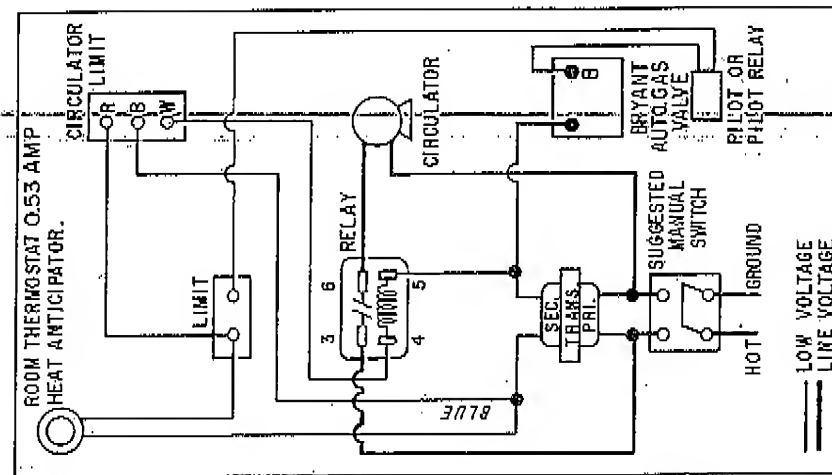 ROOM THERMOSTAT 0.53 AMP
HEAT ANTICIPATOR.
CIRCULATOR
LIMIT
R
B
W
LIMIT
RELAY
3
6
4
5
CIRCULATOR
BRYANT
AUTO.GAS
VALVE
B
PILOT OR
PILOT RELAY
BLUE
SEC.
TRANS.
PRI.
SUGGESTED
MANUAL
SWITCH
HOT
GROUND
LOW VOLTAGE
LINE VOLTAGE